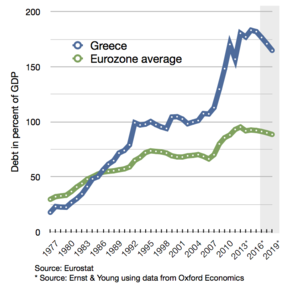 Debt in percent of GDP
200
150
100
50
0
Greece
Eurozone average
1977 1980 1983 1986 1989 1992 1995 1998 2001 2004 2007 2010 2013* 2016* 2019*
Source: Eurostat
* Source: Ernst & Young using data from Oxford Economics